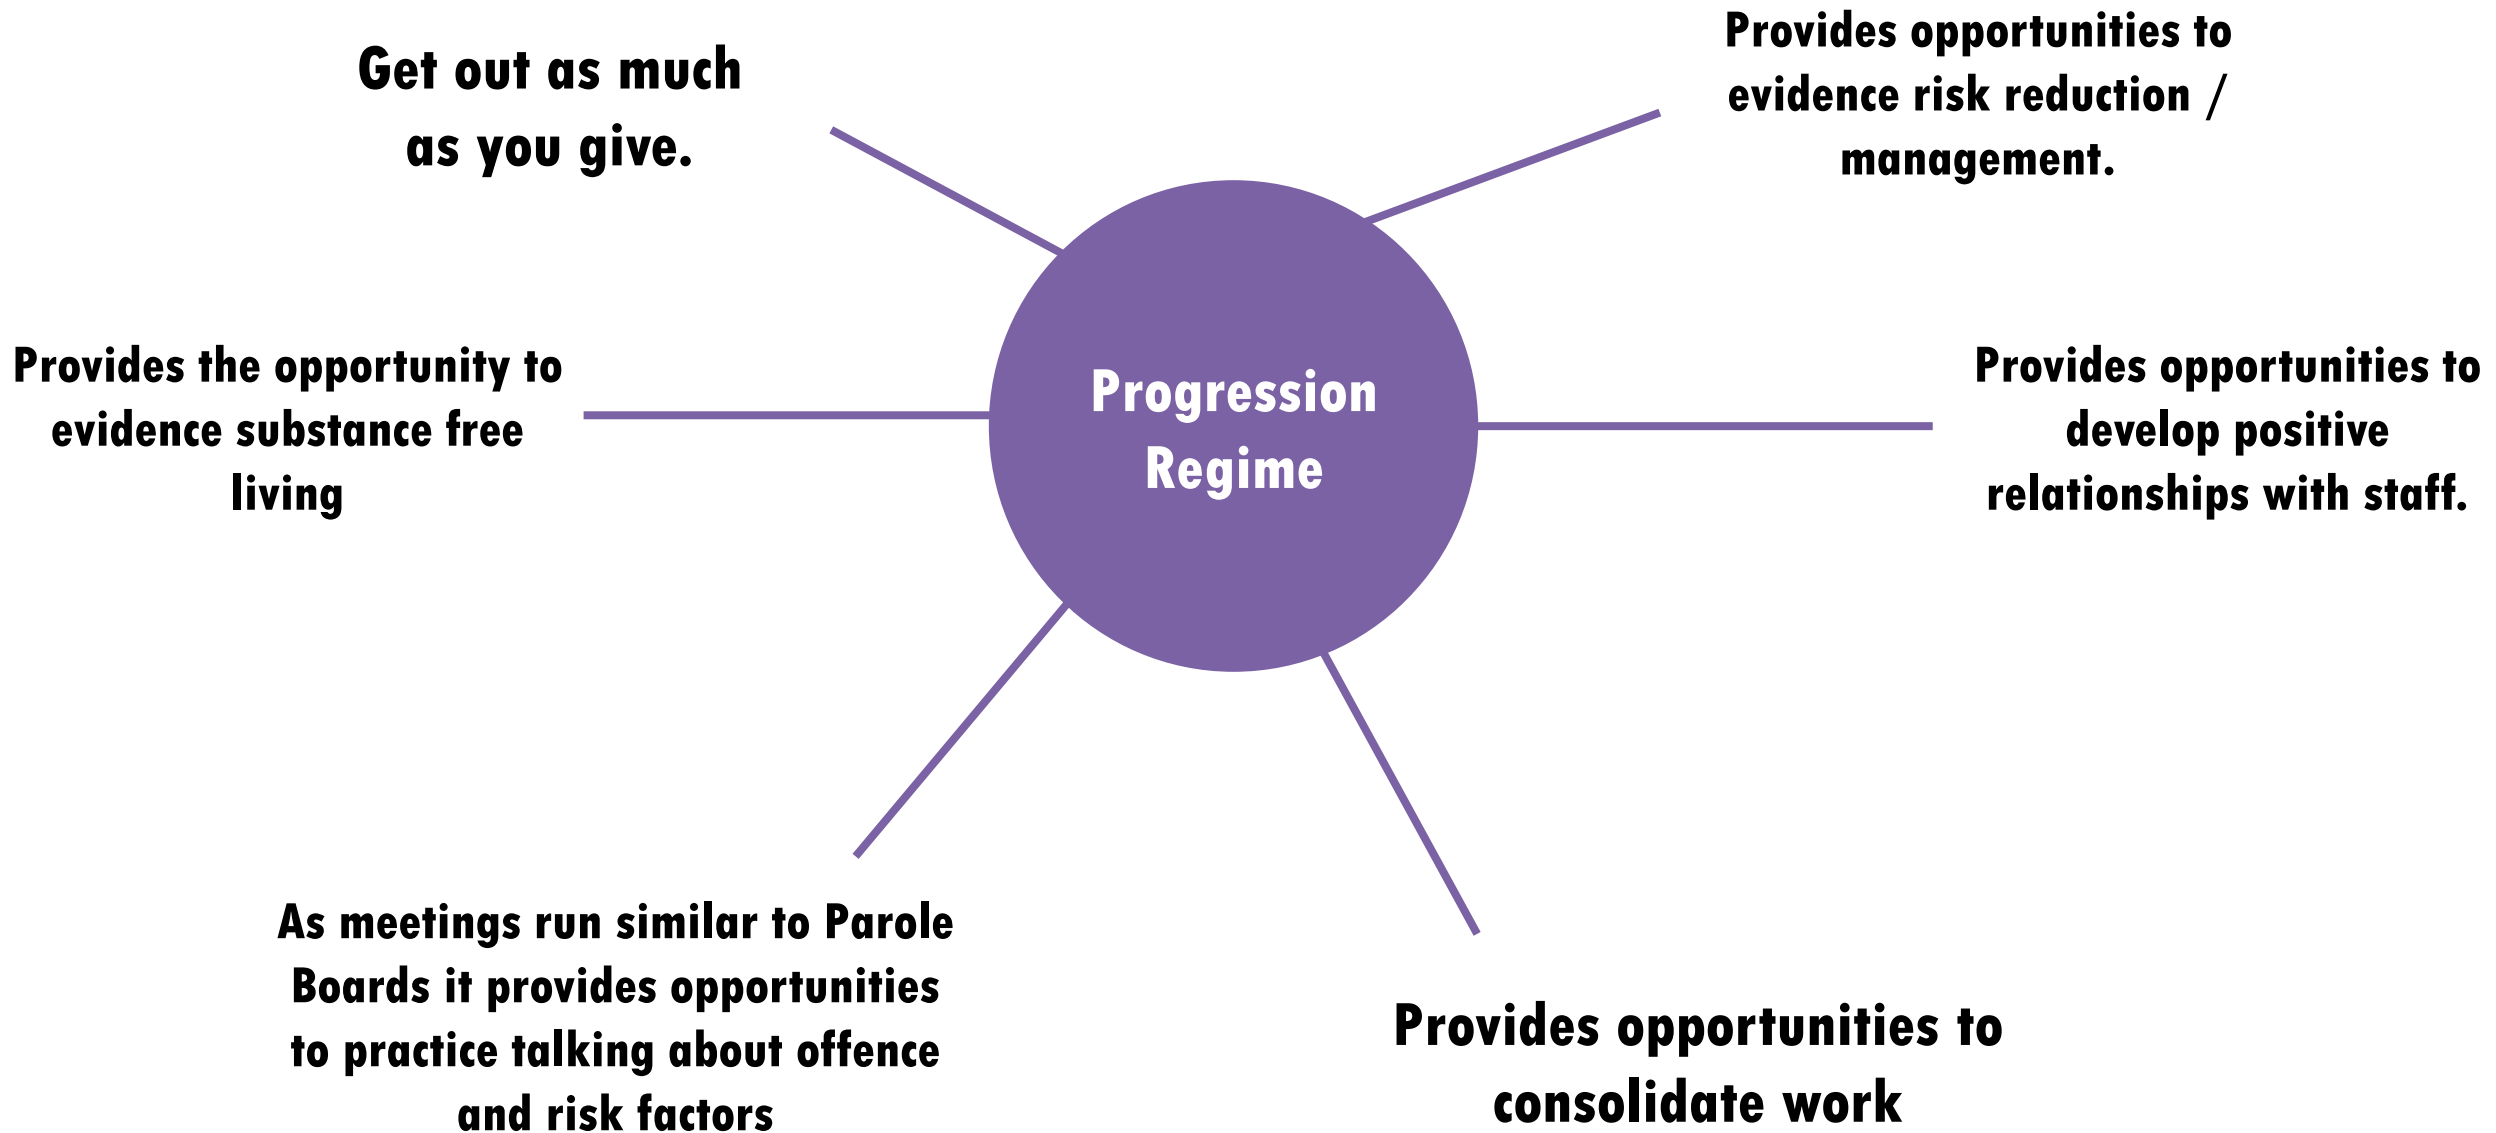 Get out as much
as you give.
Provides opportunities to
evidence risk reduction /
management.
Provides the opportunity to
evidence substance free
living
Progression
Regime
Provides opportunities to
develop positive
relationships with staff.
As meetings run similar to Parole
Boards it provides opportunities
to practice talking about offence
and risk factors
Provides opportunities to
consolidate work